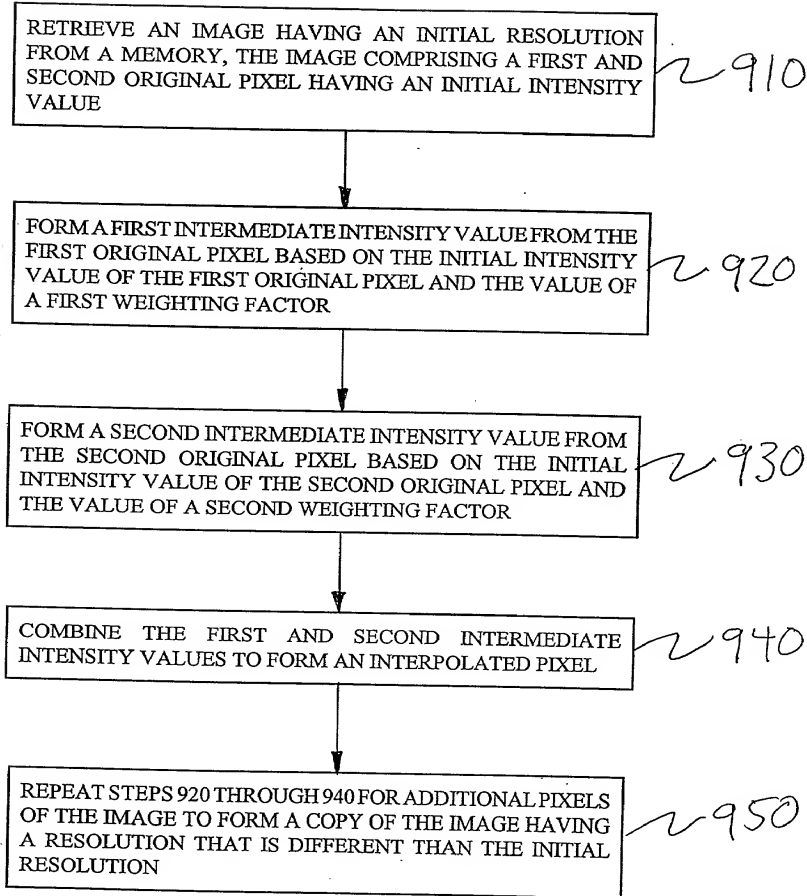 RETRIEVE AN IMAGE HAVING AN INITIAL RESOLUTION
FROM A MEMORY, THE IMAGE COMPRISING A FIRST AND
SECOND ORIGINAL PIXEL HAVING AN INITIAL INTENSITY
VALUE
910
FORM A FIRST INTERMEDIATE INTENSITY VALUE FROM THE
FIRST ORIGINAL PIXEL BASED ON THE INITIAL INTENSITY
VALUE OF THE FIRST ORIGINAL PIXEL AND THE VALUE OF
A FIRST WEIGHTING FACTOR
920
FORM A SECOND INTERMEDIATE INTENSITY VALUE FROM
THE SECOND ORIGINAL PIXEL BASED ON THE INITIAL
INTENSITY VALUE OF THE SECOND ORIGINAL PIXEL AND
THE VALUE OF A SECOND WEIGHTING FACTOR
930
COMBINE THE FIRST AND SECOND INTERMEDIATE
INTENSITY VALUES TO FORM AN INTERPOLATED PIXEL
940
REPEAT STEPS 920 THROUGH 940 FOR ADDITIONAL PIXELS
OF THE IMAGE TO FORM A COPY OF THE IMAGE HAVING
A RESOLUTION THAT IS DIFFERENT THAN THE INITIAL
RESOLUTION
950